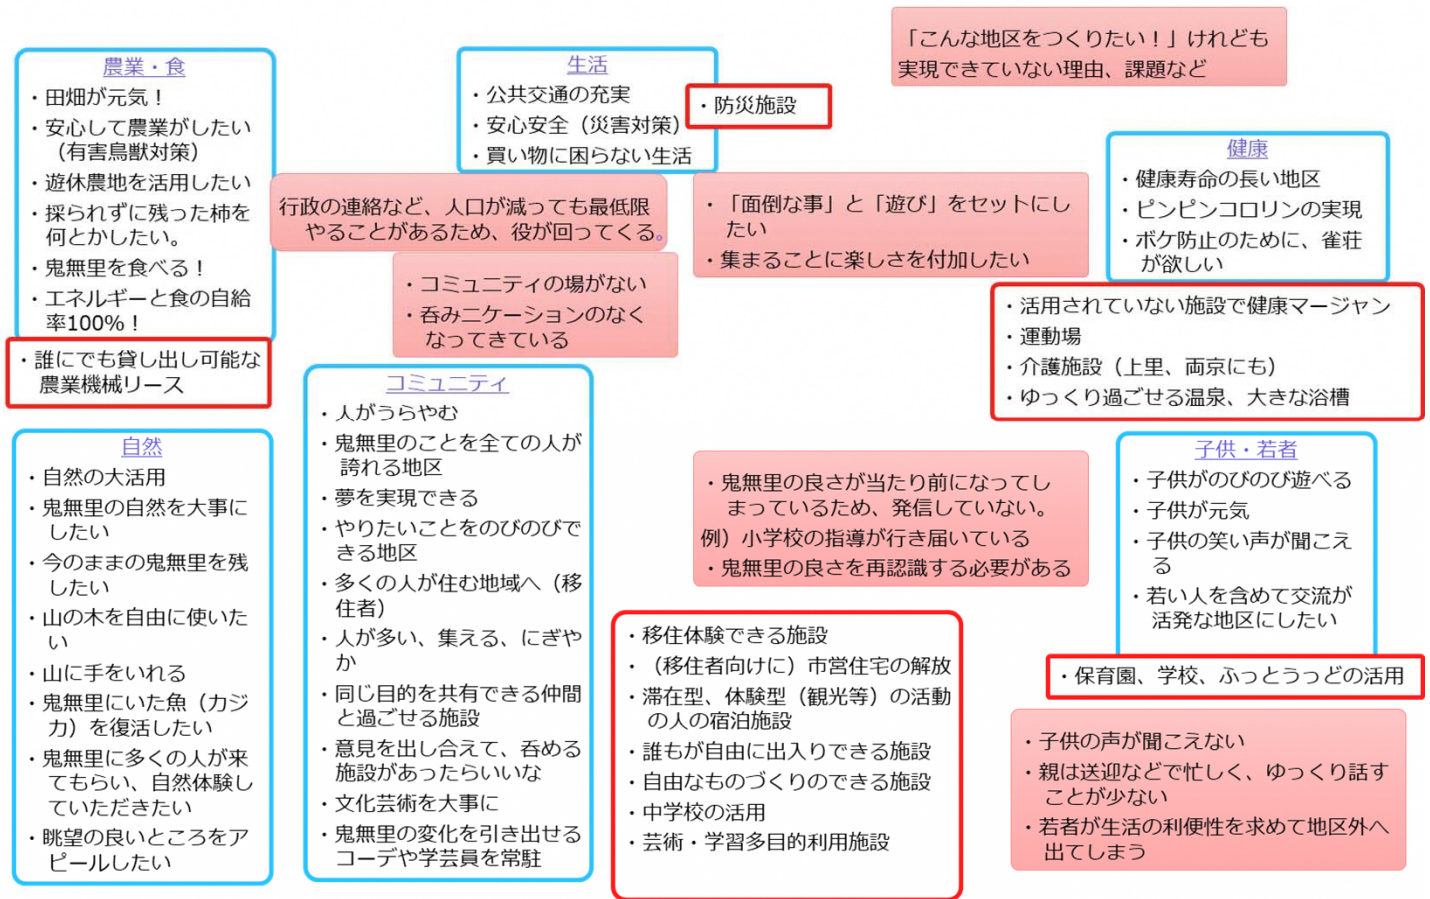 「こんな地区をつくりたい！」けれども
実現できていない理由、課題など
農業・食
・田畑が元気！
・安心して農業がしたい
（有害鳥獣対策）
・遊休農地を活用したい
・採られずに残った柿を
何とかしたい。
・鬼無里を食べる！
・エネルギーと食の自給
率100%！
・誰にでも貸し出し可能な
農業機械リース
生活
・公共交通の充実
・安心安全（災害対策）
・買い物に困らない生活
・防災施設
行政の連絡など、人口が減っても最低限
やることがあるため、役が回ってくる。
・「面倒な事」と「遊び」をセットにし
たい
・集まることに楽しさを付加したい
・コミュニティの場がない
・呑みニケーションのなく
なってきている
健康
・健康寿命の長い地区
・ピンピンコロリンの実現
・ボケ防止のために、雀荘
が欲しい
・活用されていない施設で健康マージャン
・運動場
・介護施設（上里、両京にも）
・ゆっくり過ごせる温泉、大きな浴槽
自然
・自然の大活用
・鬼無里の自然を大事に
したい
・今のままの鬼無里を残
したい
・山の木を自由に使いた
い
・山に手をいれる
・鬼無里にいた魚（カジ
カ）を復活したい
・鬼無里に多くの人が来
てもらい、自然体験し
ていただきたい
・眺望の良いところをア
ピールしたい
コミュニティ
・人がうらやむ
・鬼無里のことを全ての人が
誇れる地区
・夢を実現できる
・やりたいことをのびのびで
きる地区
・多くの人が住む地域へ（移
住者）
・人が多い、集える、にぎや
か
・同じ目的を共有できる仲間
と過ごせる施設
・意見を出し合えて、呑める
施設があったらいいな
・文化芸術を大事に
・鬼無里の変化を引き出せる
コーデや学芸員を常駐
・鬼無里の良さが当たり前になってし
まっているため、発信していない。
例）小学校の指導が行き届いている
・鬼無里の良さを再認識する必要がある
・移住体験できる施設
・（移住者向けに）市営住宅の解放
・滞在型、体験型（観光等）の活動
の人の宿泊施設
・誰もが自由に出入りできる施設
・自由なものづくりのできる施設
・中学校の活用
・芸術・学習多目的利用施設
子供・若者
・子供がのびのび遊べる
・子供が元気
・子供の笑い声が聞こえ
る
・若い人を含めて交流が
活発な地区にしたい
・保育園、学校、ふっとうっどの活用
・子供の声が聞こえない
・親は送迎などで忙しく、ゆっくり話す
ことが少ない
・若者が生活の利便性を求めて地区外へ
出てしまう